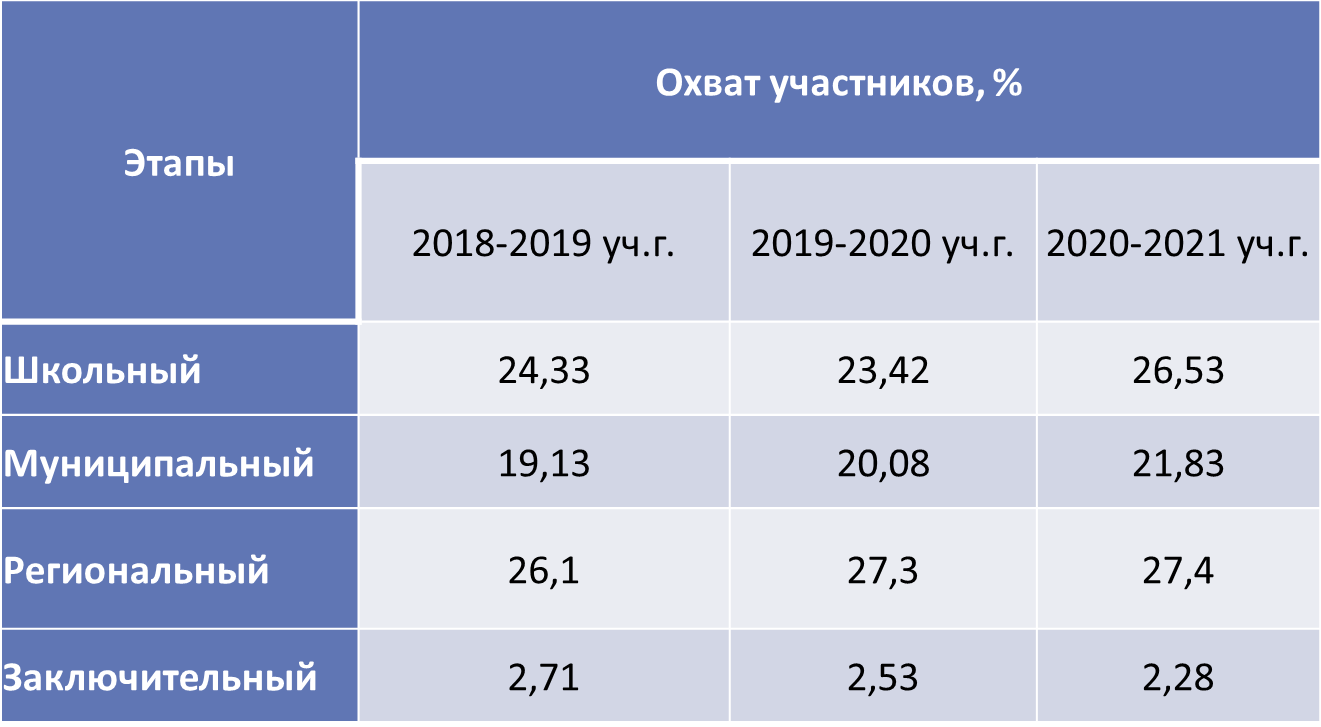 Этапы
Охват участников, %
2018-2019 уч.г. 2019-2020 уч.г. 2020-2021 уч.г.
Школьный 24,33 23,42 26,53
Муниципальный 19,13 20,08 21,83
Региональный 26,1 27,3 27,4
Заключительный 2,71 2,53 2,28